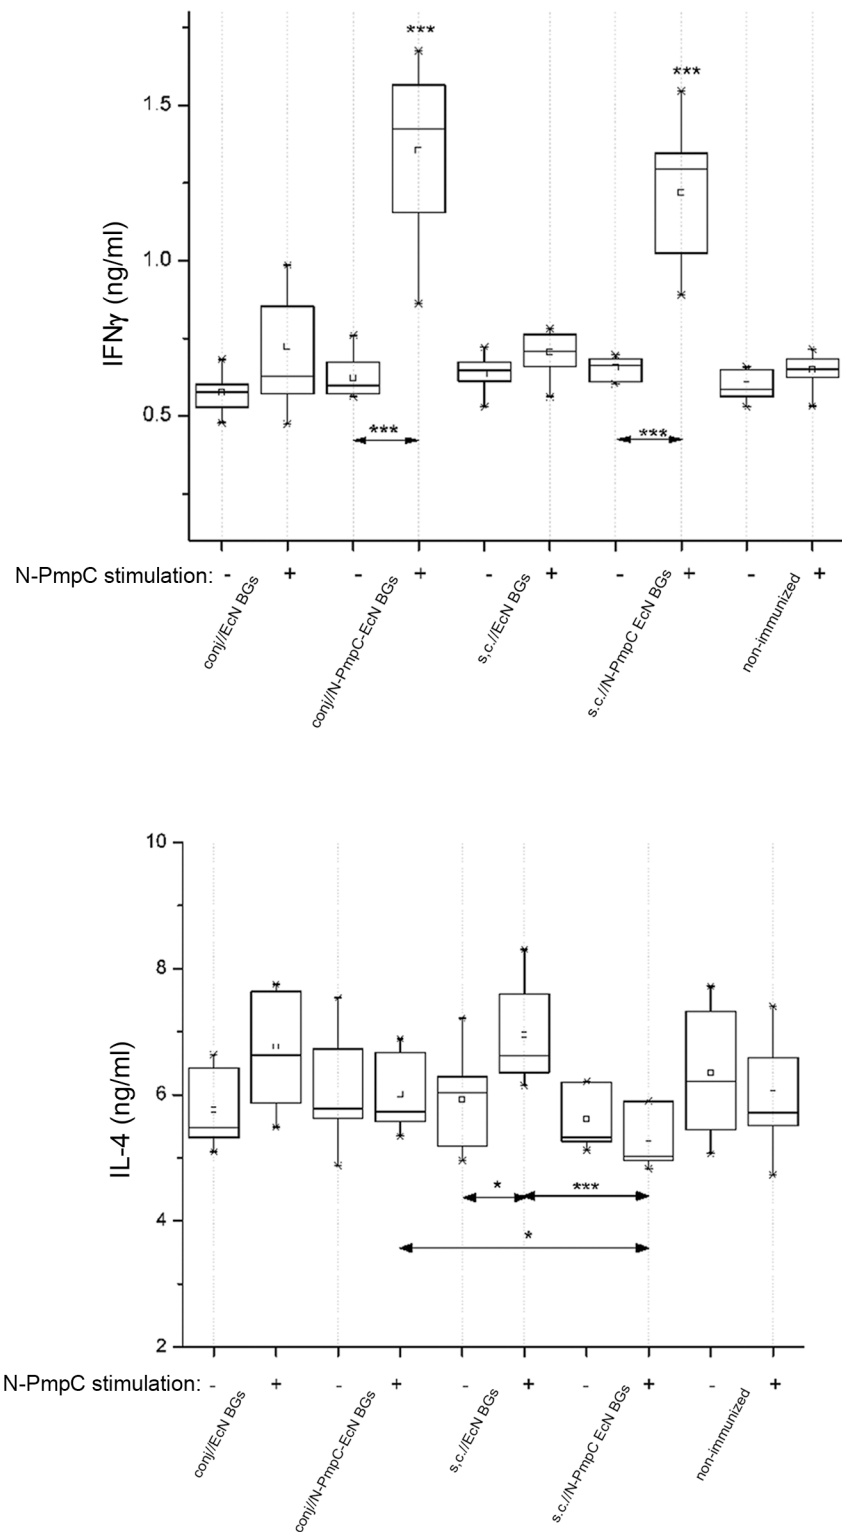 ***
***
1.5
1.0
0.5
IFNγ (ng/ml)
***
***
N-PmpC stimulation: - + - + - + - + - +
conj//EcN BGs
conj//N-PmpC-EcN BGs
s,c.//EcN BGs
s.c.//N-PmpC EcN BGs
non-immunized
10
8
6
4
2
IL-4 (ng/ml)
* ***
*
N-PmpC stimulation: - + - + - + - + - +
conj//EcN BGs
conj//N-PmpC-EcN BGs
s,c.//EcN BGs
s.c.//N-PmpC EcN BGs
non-immunized